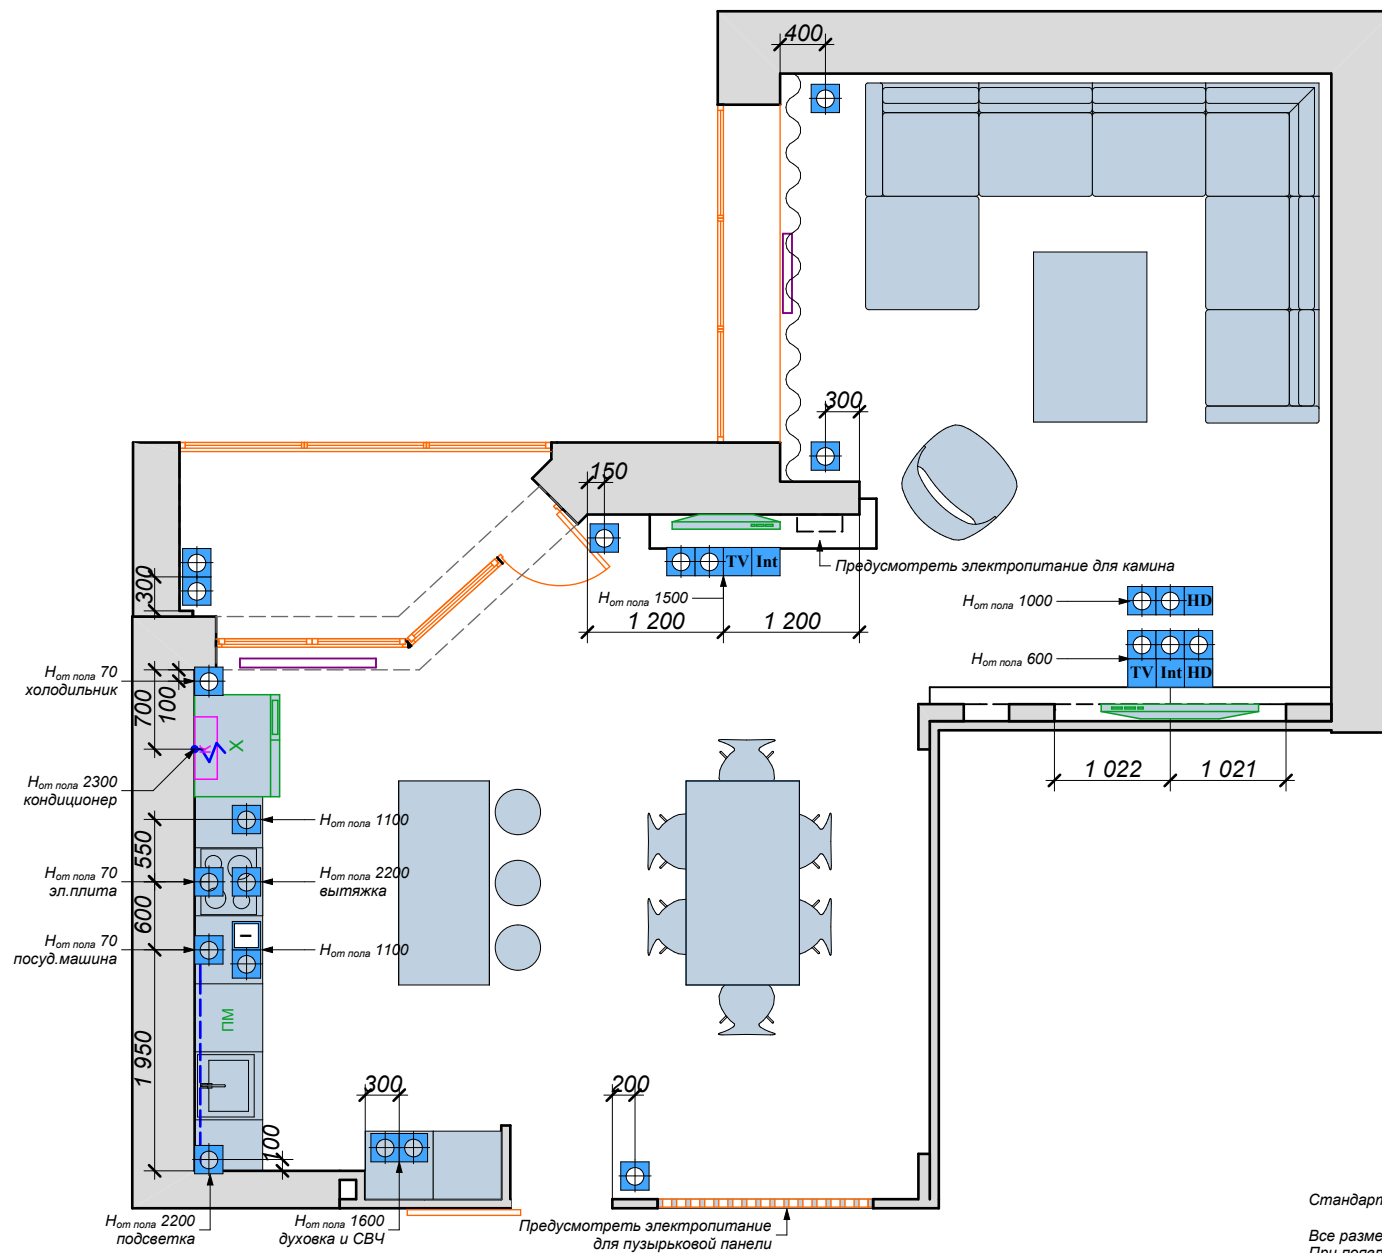 400
300
150
TV Int
Предусмотреть электропитание для камина
Hот пола 1500
1 200
1 200
300
Hот пола 1000
HD
Hот пола 600
TV Int HD
1 022
1 021
Hот пола 70
холодильник
700
100
X
Hот пола 2300
кондиционер
Hот пола 1100
550
Hот пола 70
эл.плита
Hот пола 2200
вытяжка
600
Hот пола 70
посуд.машина
Hот пола 1100
ПМ
1 950
300
200
100
Hот пола 2200
подсветка
Hот пола 1600
духовка и СВЧ
Предусмотреть электропитание
для пузырьковой панели
Стандарт
Все разме